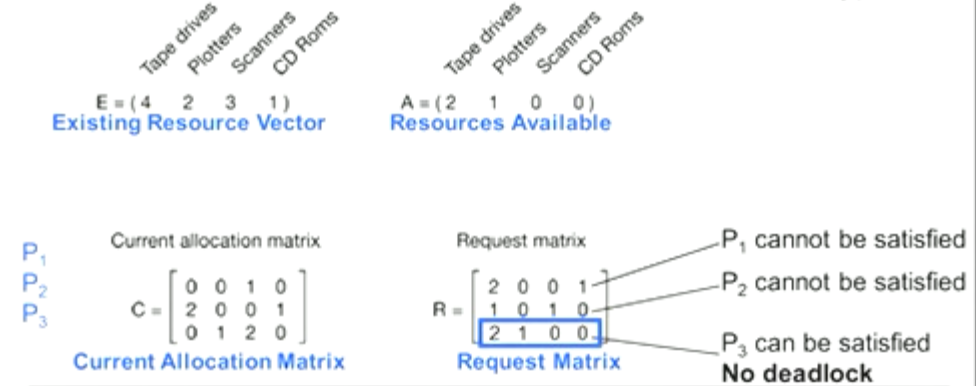 Tape drives Plotters Scanners CD Roms
E = ( 4 2 3 1 )
Existing Resource Vector
Tape drives Plotters Scanners CD Roms
A = ( 2 1 0 0 )
Resources Available
P1
P2
P3
Current allocation matrix
C = [ 0 0 1 0
2 0 0 1
0 1 2 0 ]
Current Allocation Matrix
Request matrix
R = [ 2 0 0 1
1 0 1 0
2 1 0 0 ]
Request Matrix
P1 cannot be satisfied
P2 cannot be satisfied
P3 can be satisfied
No deadlock